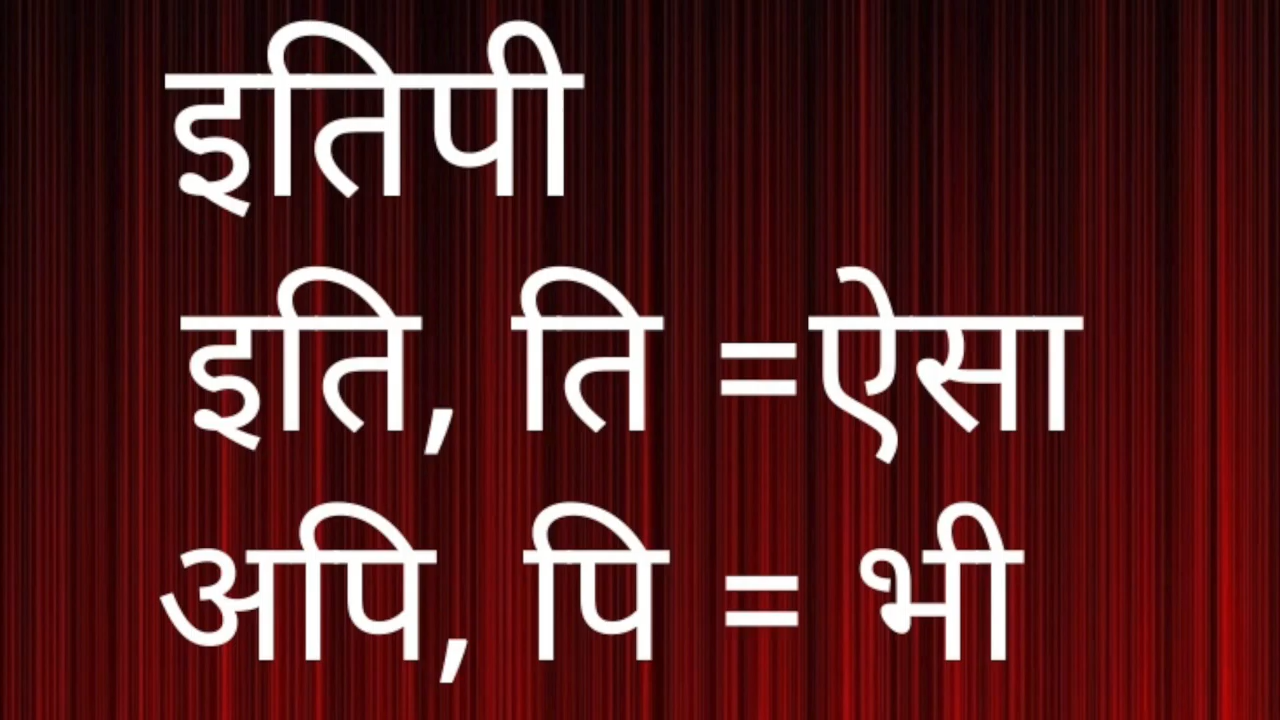 इतिपी
इति, ति =ऐसा
अपि, पि = भी